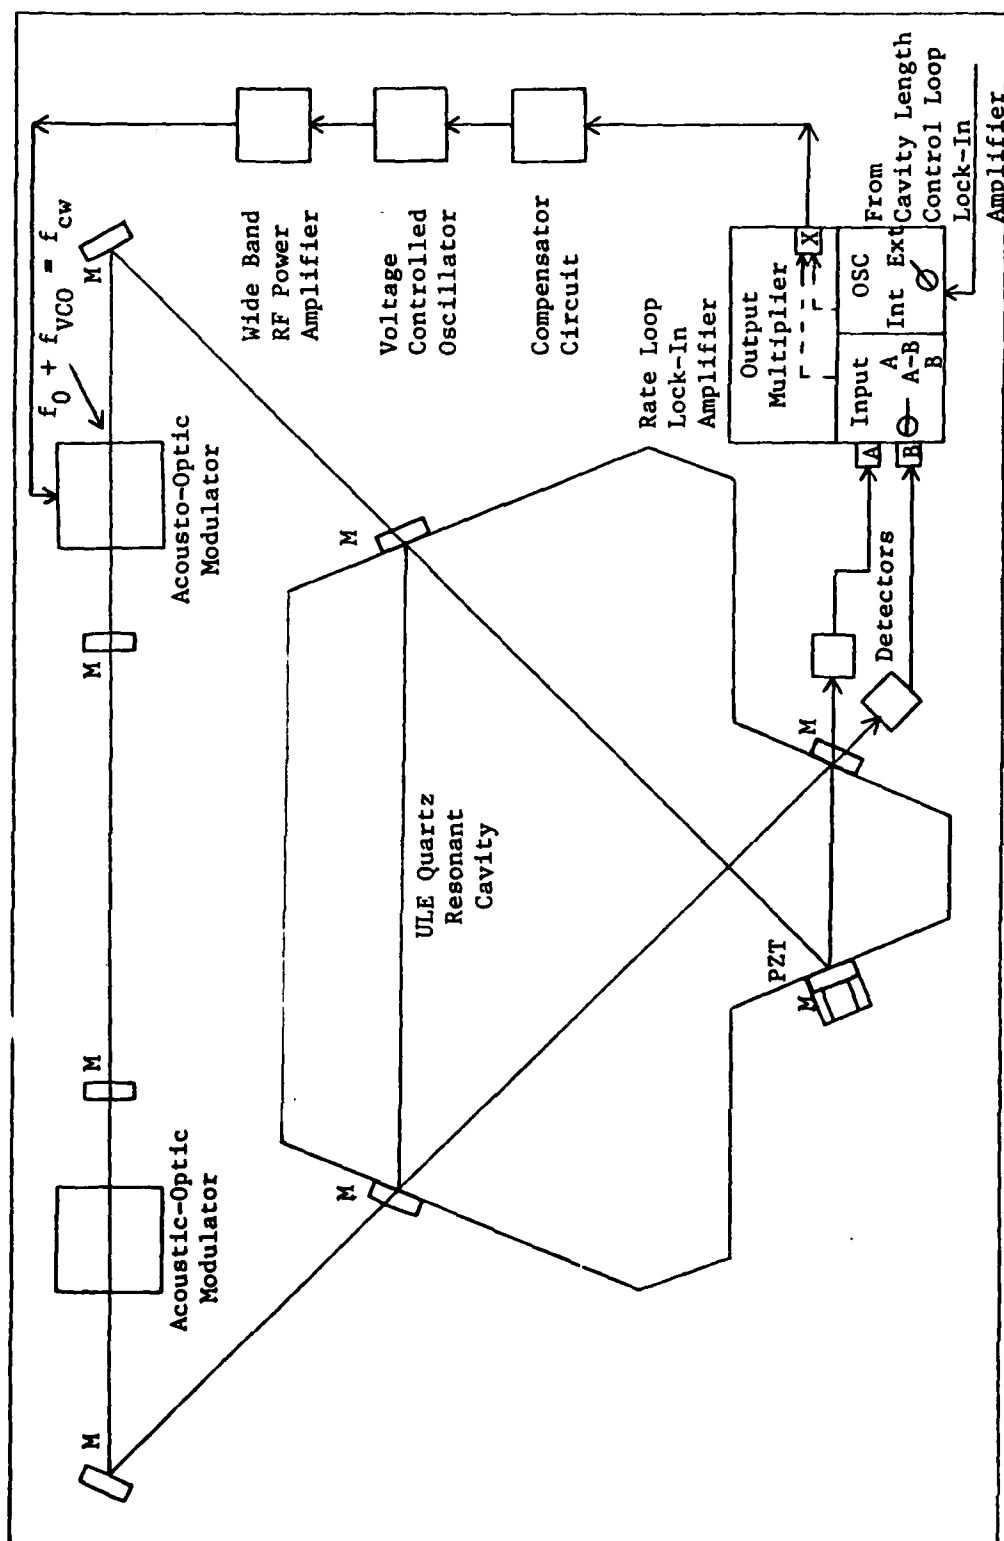 f0 + fVCO = fcw
M
M
M
M
Acoustic-Optic
Modulator
Acousto-Optic
Modulator
Wide Band
RF Power
Amplifier
Voltage
Controlled
Oscillator
Compensator
Circuit
M
M
ULE Quartz
Resonant
Cavity
Rate Loop
Lock-In
Amplifier
PZT
M
M
Detectors
Output
Multiplier
X
A
B
Input
A
A-B
B
OSC
Int Ext
From
Cavity Length
Control Loop
Lock-In
Amplifier